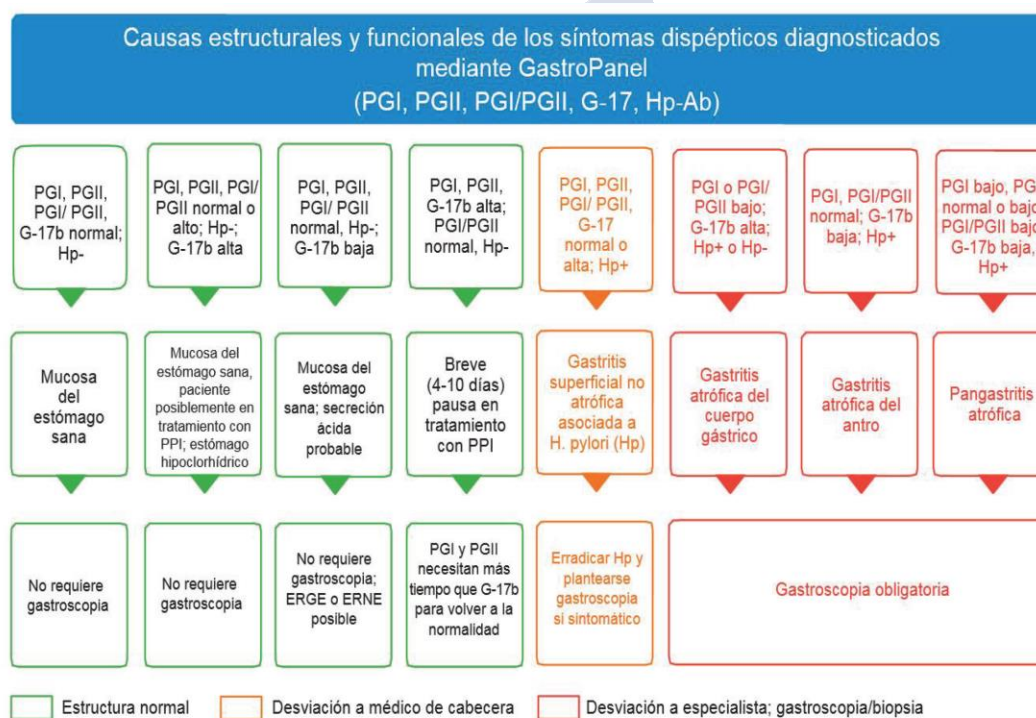 Causas estructurales y funcionales de los síntomas dispépticos diagnosticados
mediante GastroPanel
(PGI, PGII, PGI/PGII, G-17, Hp-Ab)
PGI, PGII,
PGI/ PGII,
G-17b normal;
Hp-
PGI, PGII, PGI/
PGII normal o
alto; Hp-;
G-17b alta
PGI, PGII,
PGI/ PGII
normal, Hp-;
G-17b baja
PGI, PGII,
G-17b alta;
PGI/PGII
normal, Hp-
PGI, PGII,
PGI/ PGII,
G-17
normal o
alta; Hp+
PGI o PGI/
PGII bajo;
G-17b alta;
Hp+ o Hp-
PGI, PGI/PGII
normal; G-17b
baja; Hp+
PGI bajo, PG
normal o bajo
PGI/PGII bajo
G-17b baja,
Hp+
Mucosa
del
estómago
sana
Mucosa del
estómago sana,
paciente
posiblemente en
tratamiento con
PPI; estómago
hipoclorhídrico
Mucosa del
estómago
sana; secreción
ácida
probable
Breve
(4-10 días)
pausa en
tratamiento
con PPI
Gastritis
superficial no
atrófica
asociada a
H. pylori (Hp)
Gastritis
atrófica del
cuerpo
gástrico
Gastritis
atrófica del
antro
Pangastritis
atrófica
No requiere
gastroscopia
No requiere
gastroscopia
No requiere
gastroscopia;
ERGE o ERNE
posible
PGI y PGII
necesitan más
tiempo que G-17b
para volver a la
normalidad
Erradicar Hp y
plantearse
gastroscopia
si sintomático
Gastroscopia obligatoria
Estructura normal
Desviación a médico de cabecera
Desviación a especialista; gastroscopia/biopsia